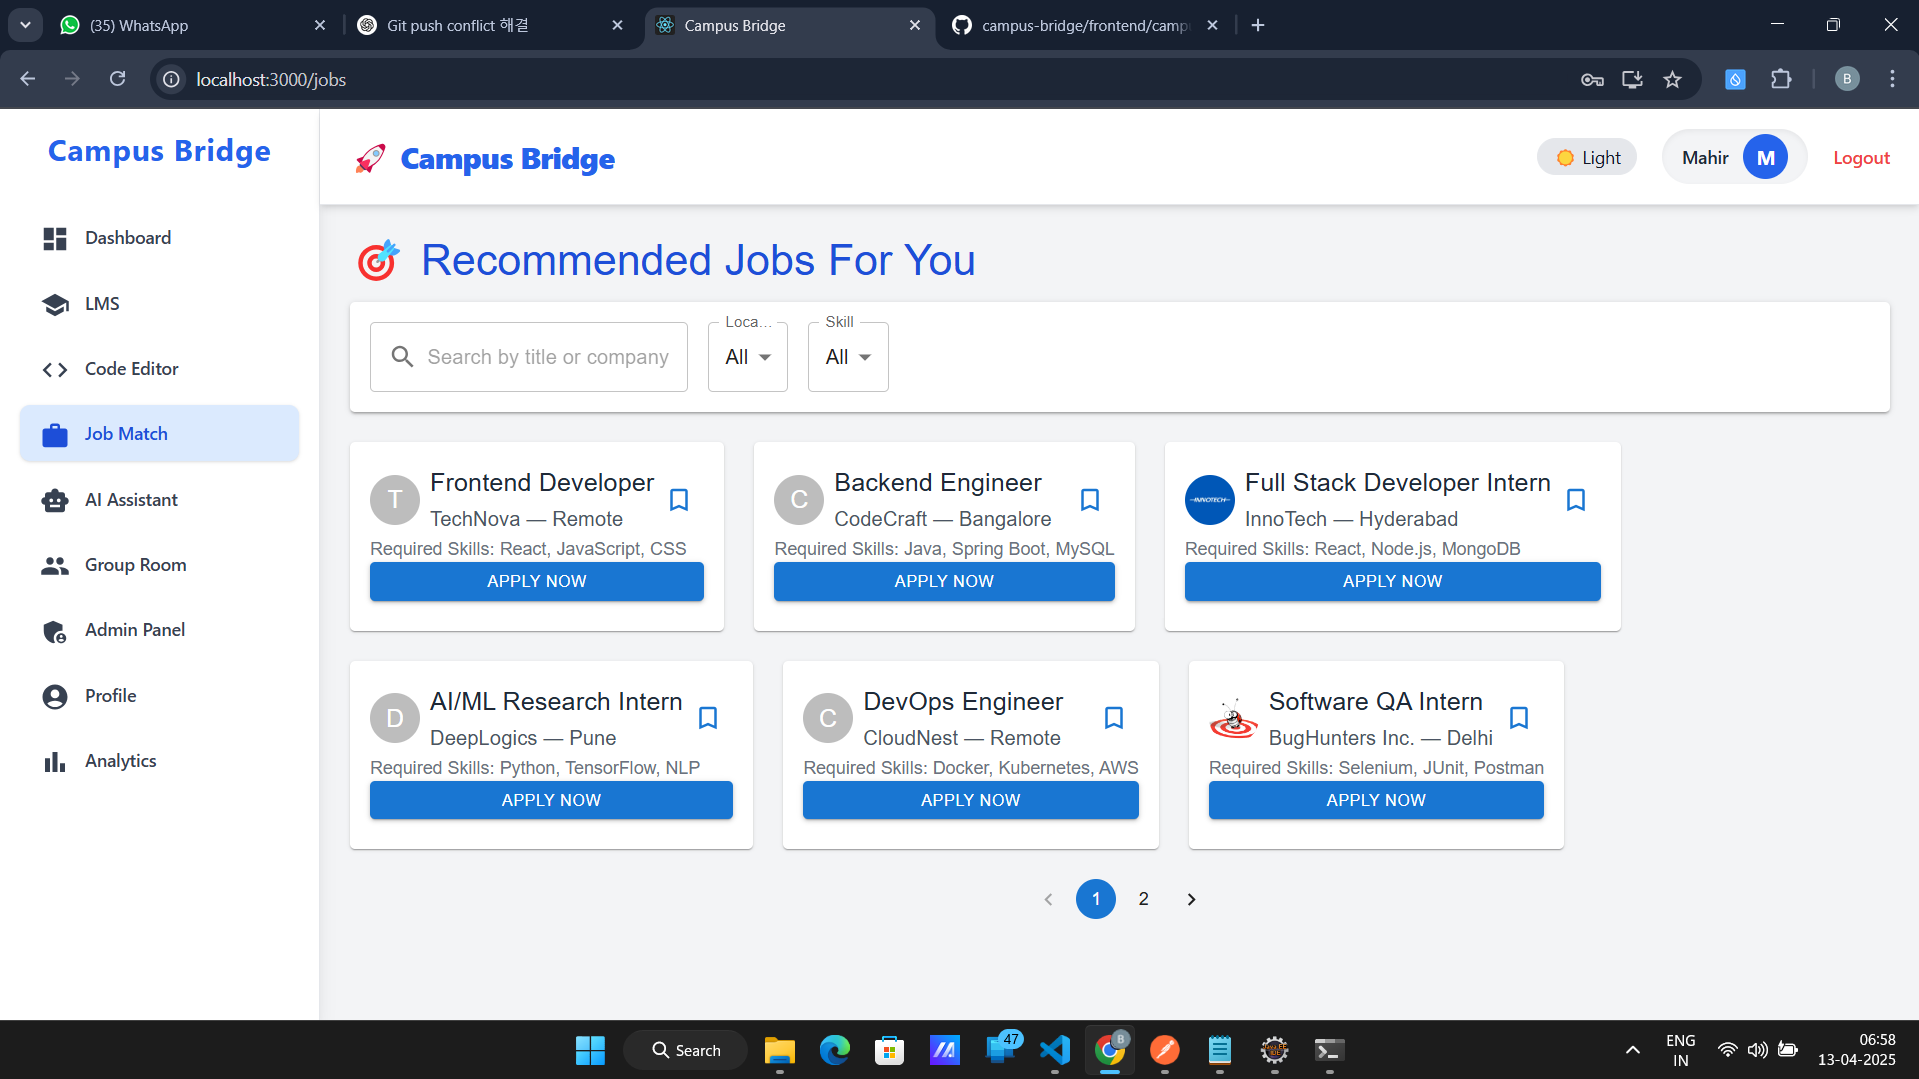 (35) WhatsApp
Git push conflict 해결
Campus Bridge
campus-bridge/frontend/camp
localhost:3000/jobs
B
Campus Bridge
Campus Bridge
Light
Mahir
M
Logout
Dashboard
LMS
Code Editor
Job Match
AI Assistant
Group Room
Admin Panel
Profile
Analytics
Recommended Jobs For You
Search by title or company
Loca...
All
Skill
All
T
Frontend Developer
TechNova — Remote
Required Skills: React, JavaScript, CSS
APPLY NOW
C
Backend Engineer
CodeCraft — Bangalore
Required Skills: Java, Spring Boot, MySQL
APPLY NOW
INNOTECH
Full Stack Developer Intern
InnoTech — Hyderabad
Required Skills: React, Node.js, MongoDB
APPLY NOW
D
AI/ML Research Intern
DeepLogics — Pune
Required Skills: Python, TensorFlow, NLP
APPLY NOW
C
DevOps Engineer
CloudNest — Remote
Required Skills: Docker, Kubernetes, AWS
APPLY NOW
Software QA Intern
BugHunters Inc. — Delhi
Required Skills: Selenium, JUnit, Postman
APPLY NOW
1
2
Search
47
B
ENG
IN
06:58
13-04-2025